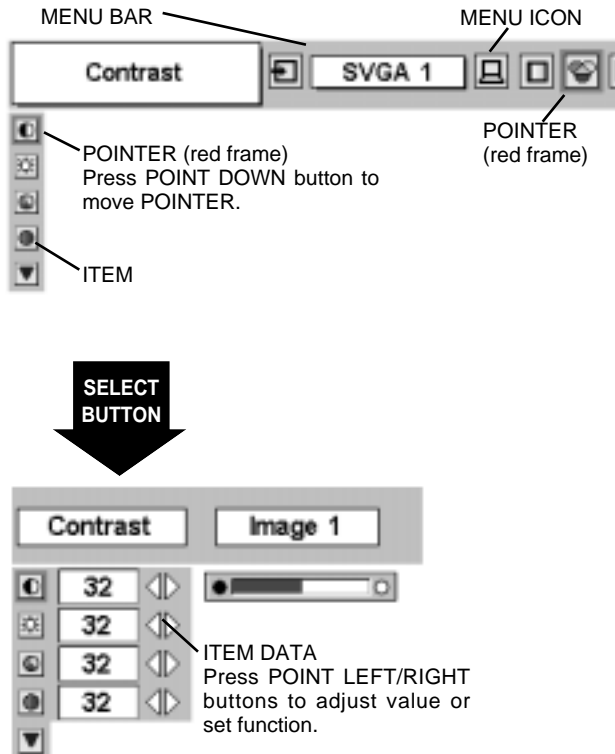 MENU BAR
MENU ICON
Contrast
SVGA 1
POINTER (red frame)
Press POINT DOWN button to
move POINTER.
POINTER
(red frame)
ITEM
SELECT
BUTTON
Contrast
Image 1
32
32
32
32
ITEM DATA
Press POINT LEFT/RIGHT
buttons to adjust value or
set function.